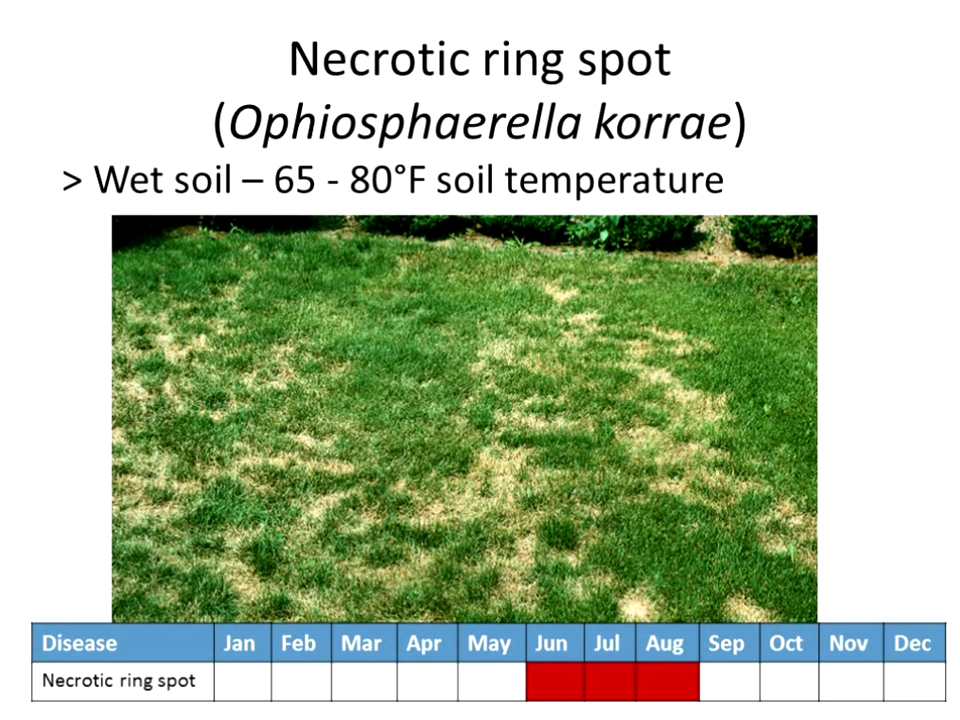 Necrotic ring spot
(Ophiosphaerella korrae)
> Wet soil – 65 - 80°F soil temperature
Disease Jan Feb Mar Apr May Jun Jul Aug Sep Oct Nov Dec
Necrotic ring spot